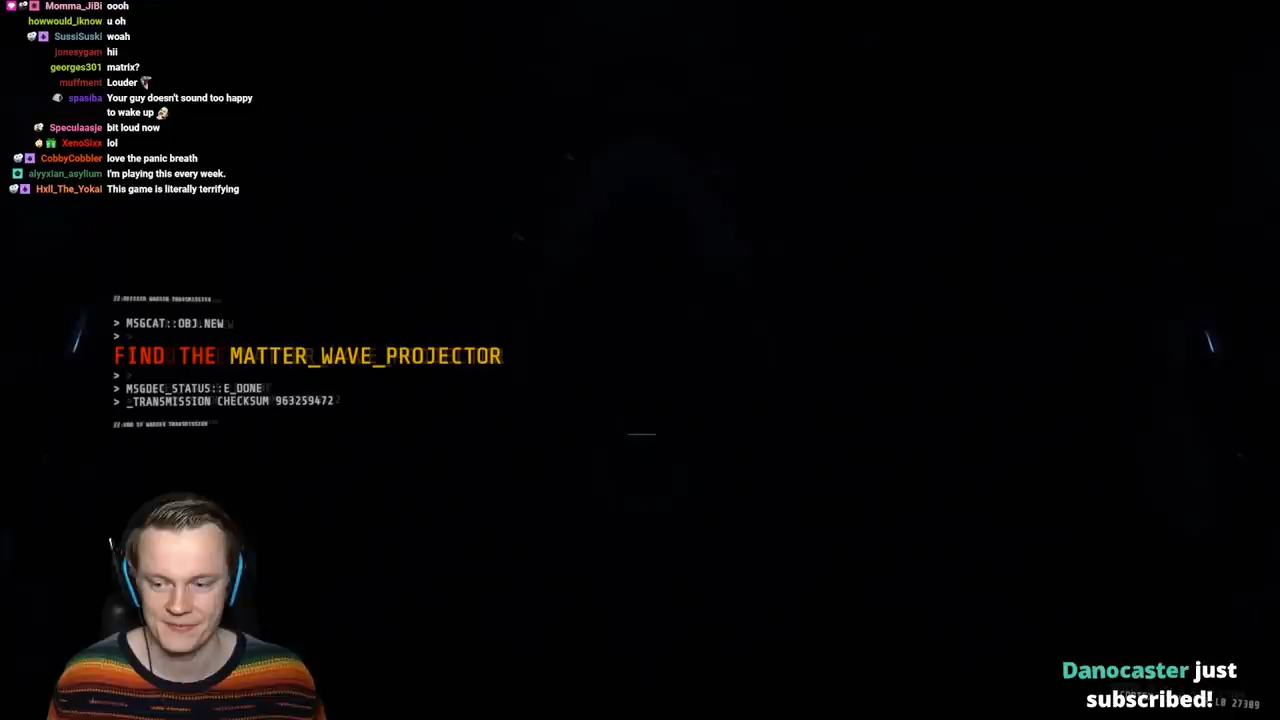 Momma_JiBi oooh
howwould_iknow u oh
SussiSuski woah
jonesygam hii
georges301 matrix?
muffment Louder
spasiba Your guy doesn't sound too happy
to wake up
Speculaasje bit loud now
XenoSixx lol
CobbyCobbler love the panic breath
alyyxian_asylium I'm playing this every week.
Hxll_The_Yokai This game is literally terrifying
> MSGCAT::OBJ.NEW
>
FIND THE MATTER_WAVE_PROJECTOR
>
> MSGDEC_STATUS::E_DONE
> _TRANSMISSION CHECKSUM 963259472
Danocaster just
subscribed!